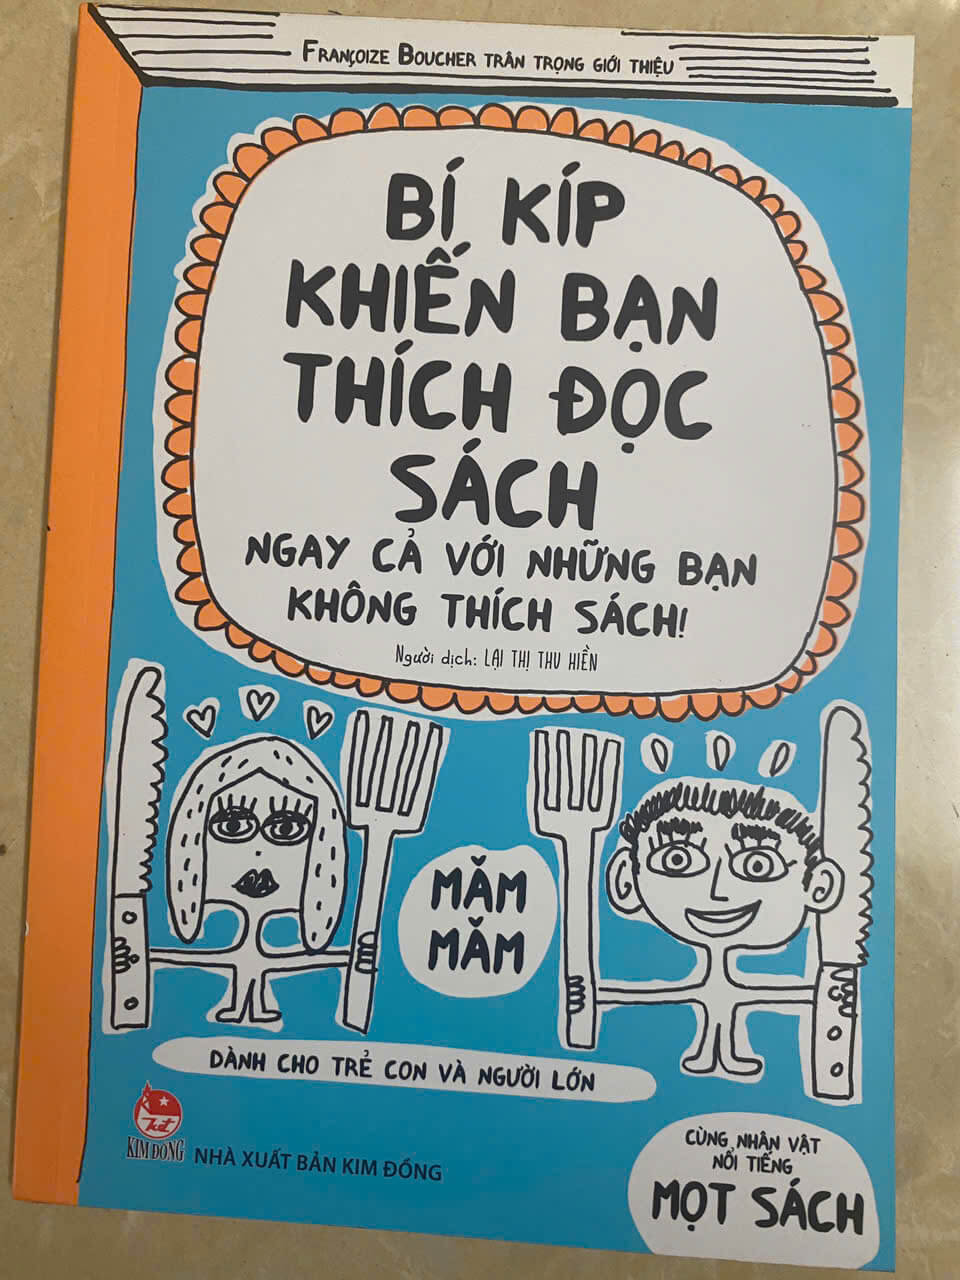 Françoize Boucher trân trọng giới thiệu
BÍ KÍP
KHIẾN BẠN
THÍCH ĐỌC
SÁCH
NGAY CẢ VỚI NHỮNG BẠN
KHÔNG THÍCH SÁCH!
Người dịch: LẠI THỊ THU HIỀN
MĂM
MĂM
DÀNH CHO TRẺ CON VÀ NGƯỜI LỚN
KIM ĐỒNG
NHÀ XUẤT BẢN KIM ĐỒNG
CÙNG NHÂN VẬT
NỔI TIẾNG
MỌT SÁCH